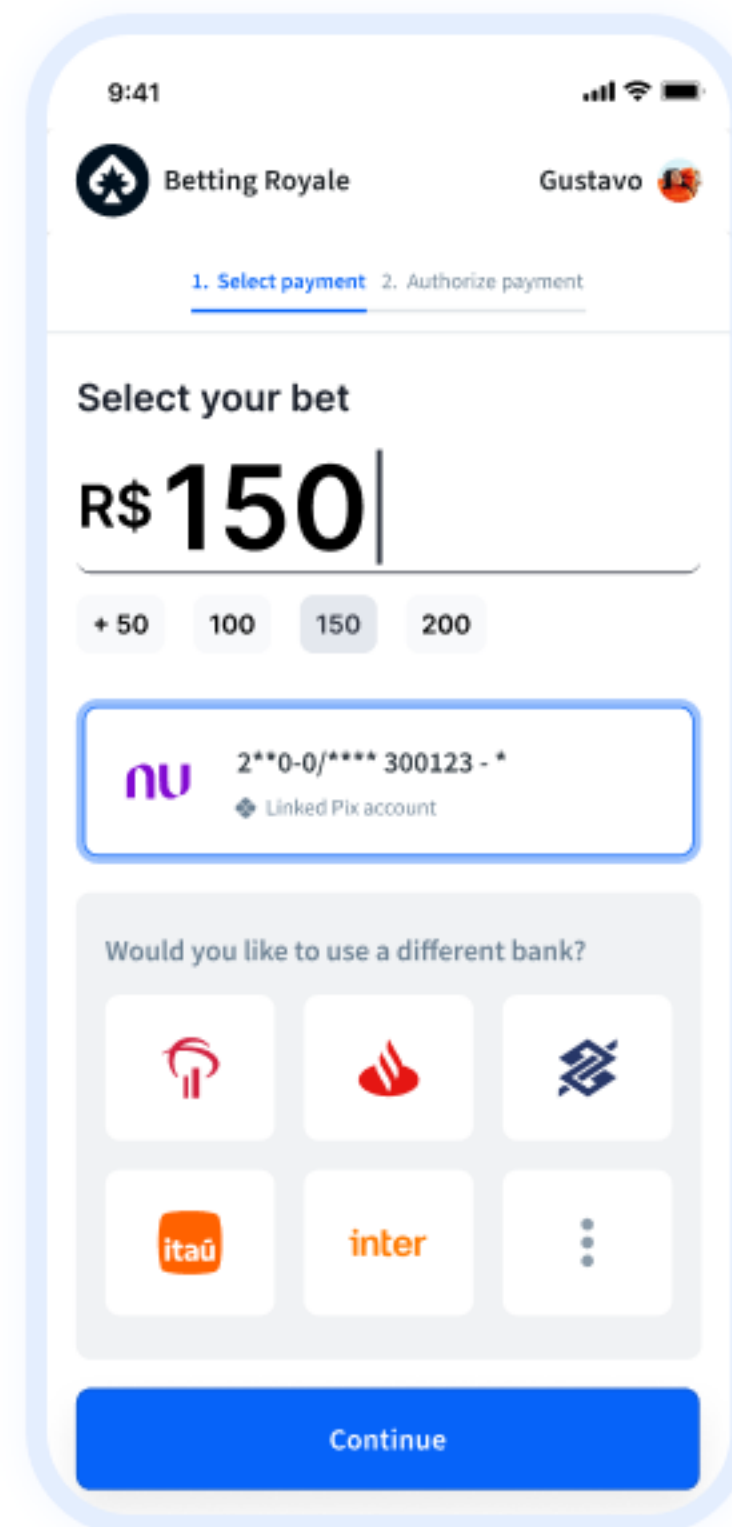 9:41
Betting Royale Gustavo
1. Select payment 2. Authorize payment
Select your bet
R$ 150
+ 50 100 150 200
nu 2**0-0/**** 300123 - *
Linked Pix account
Would you like to use a different bank?
itaú inter
Continue